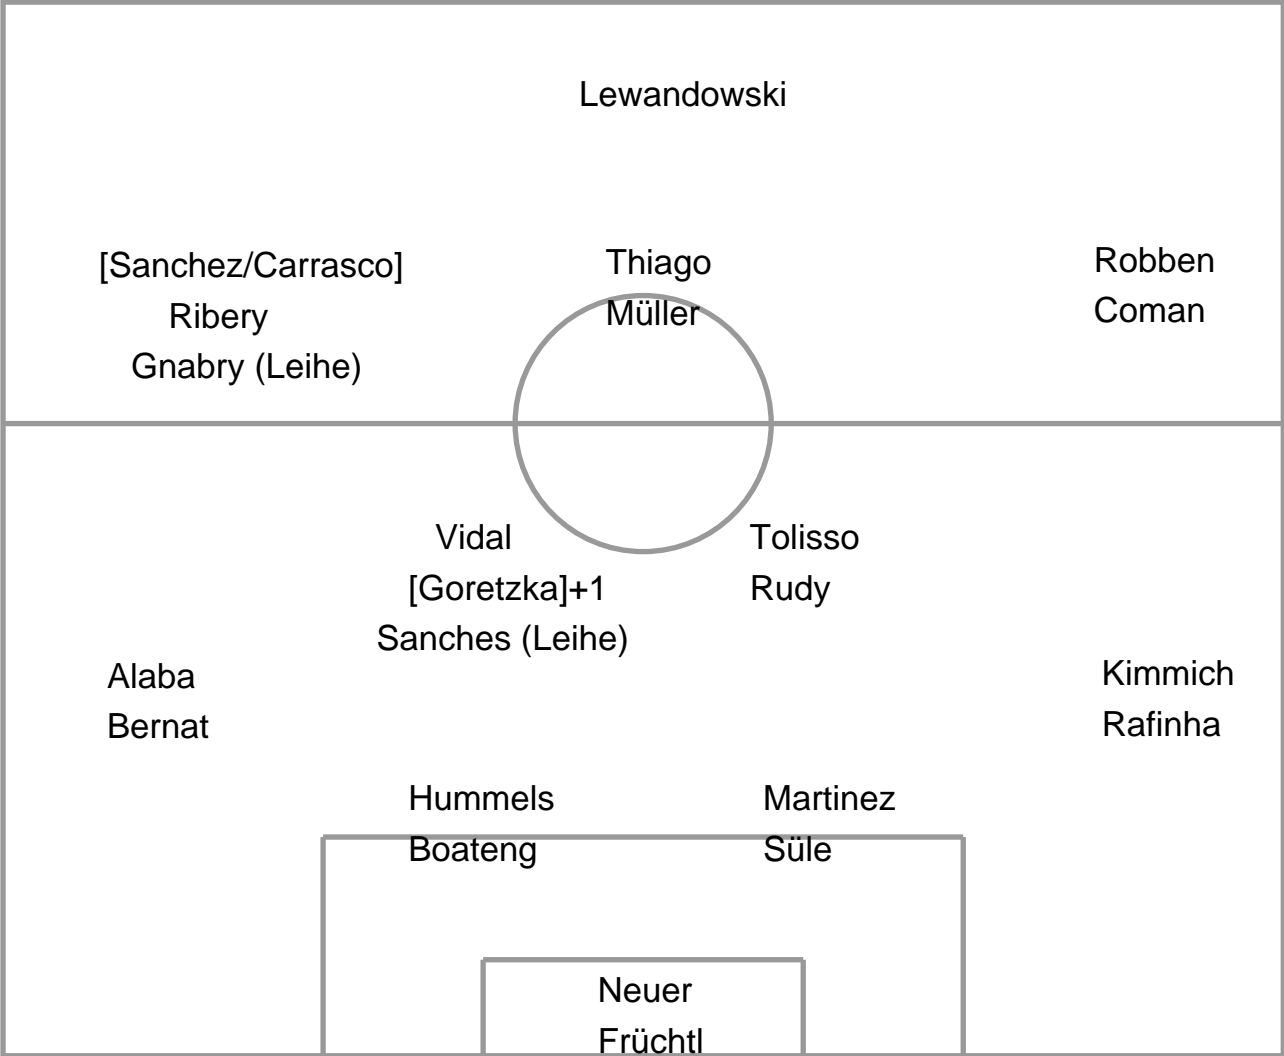 Lewandowski
[Sanchez/Carrasco]
Ribery
Gnabry (Leihe)
Thiago
Müller
Robben
Coman
Vidal
[Goretzka]+1
Sanches (Leihe)
Tolisso
Rudy
Alaba
Bernat
Kimmich
Rafinha
Hummels
Boateng
Martinez
Süle
Neuer
Früchtl